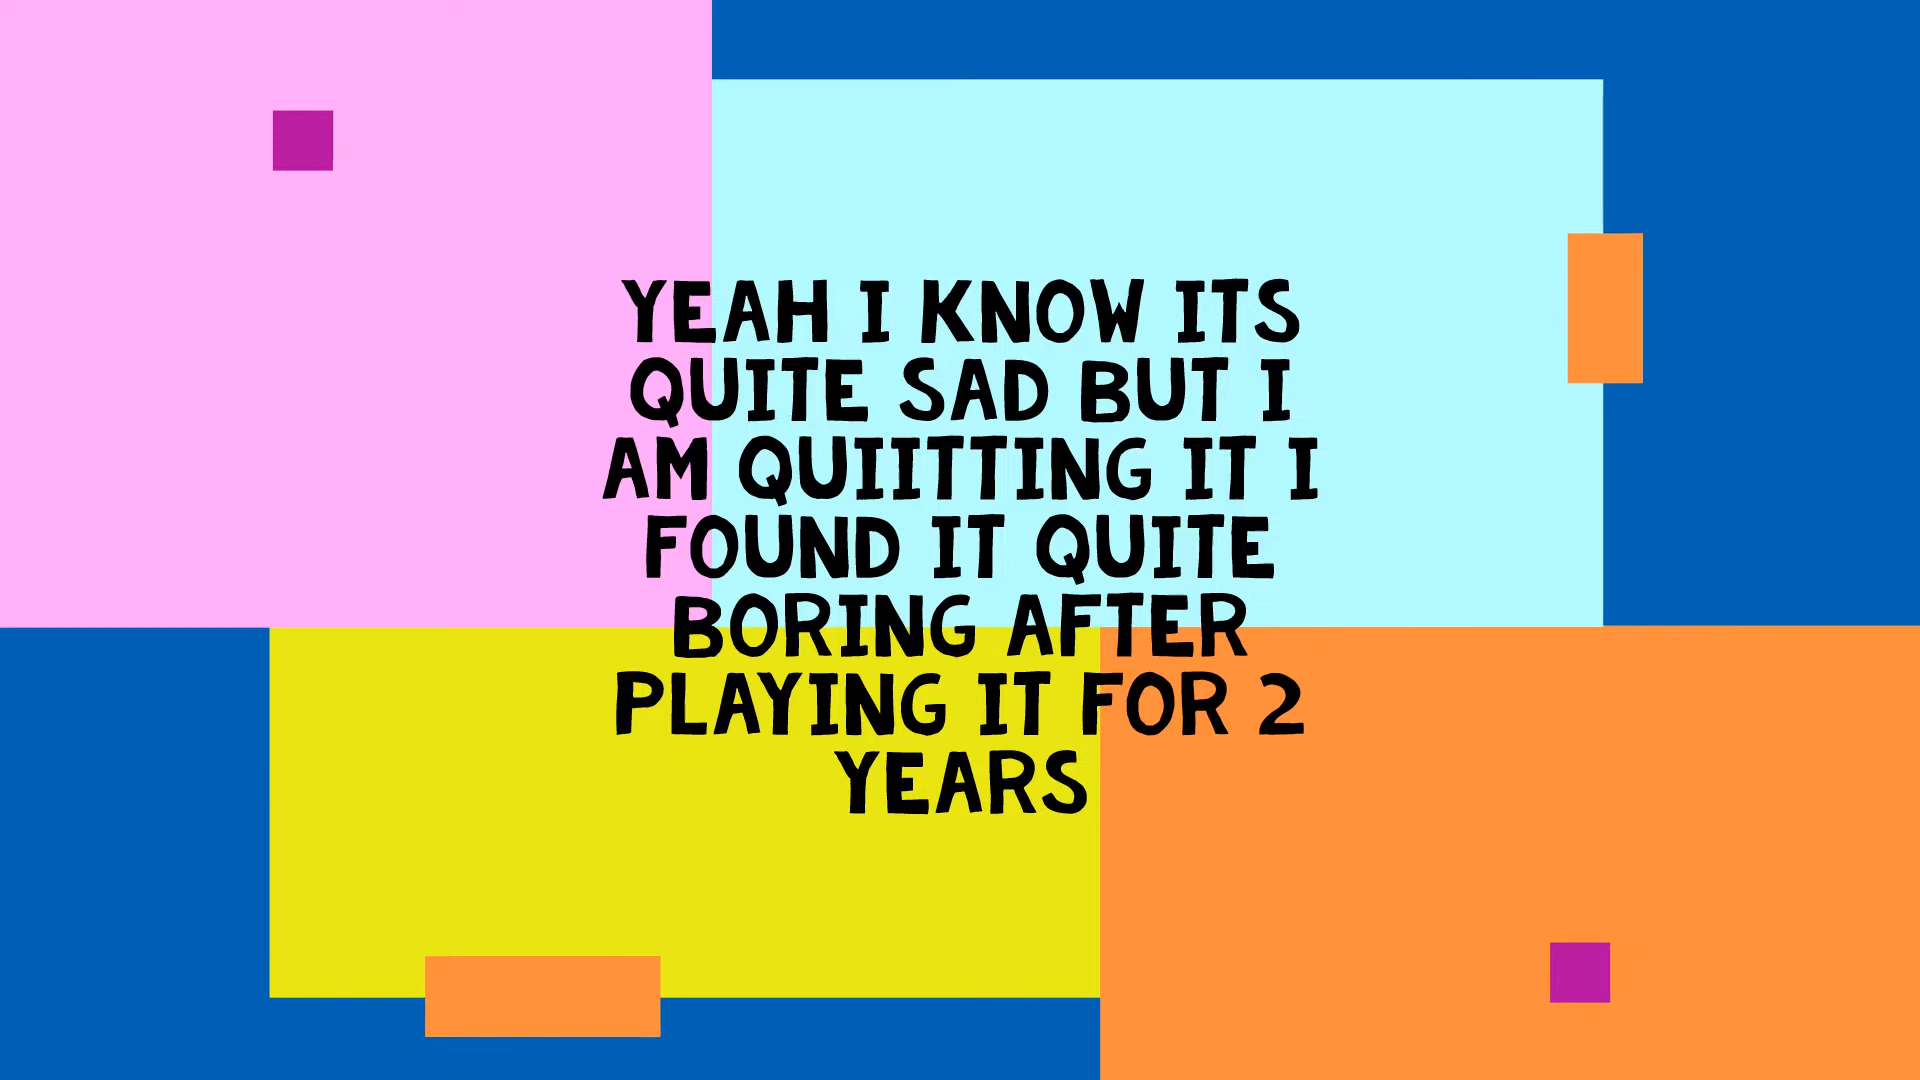 YEAH I KNOW ITS
QUITE SAD BUT I
AM QUIITTING IT I
FOUND IT QUITE
BORING AFTER
PLAYING IT FOR 2
YEARS